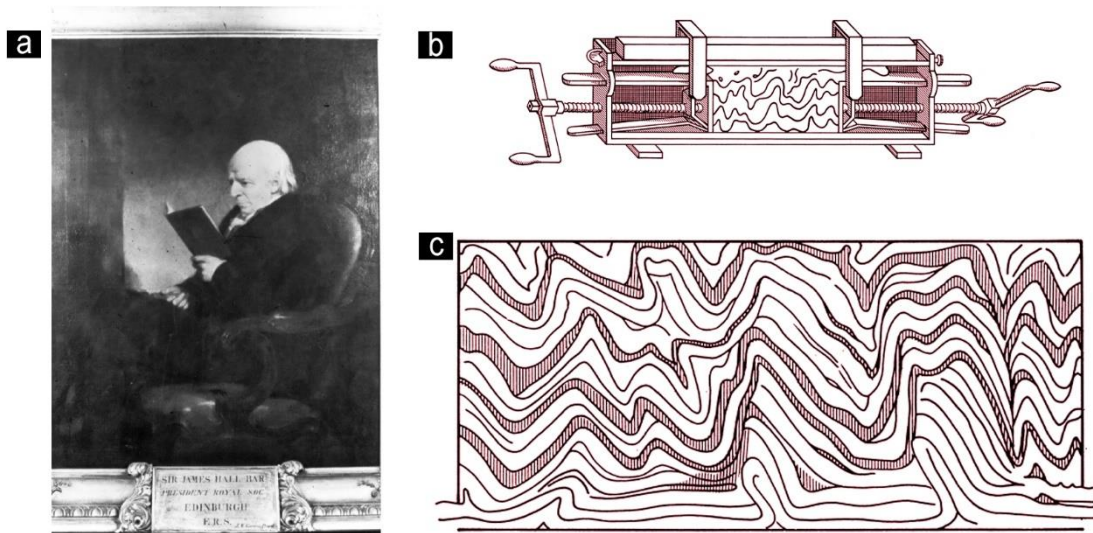 a
SIR JAMES HALL BAR^T
PRESIDENT ROYAL SOC.
EDINBURGH
F.R.S.
b
c